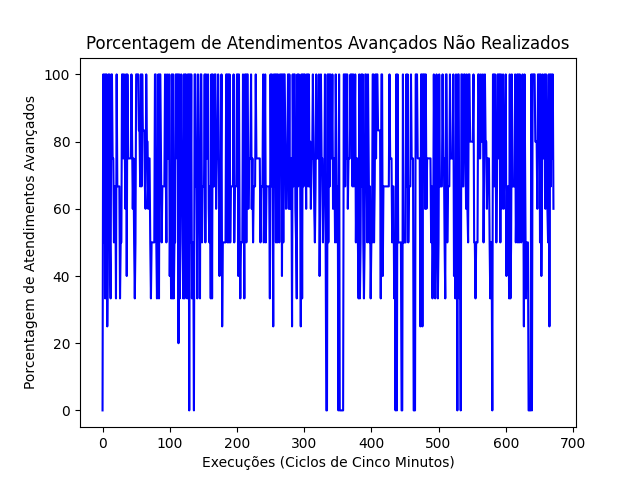 Porcentagem de Atendimentos Avançados Não Realizados
Porcentagem de Atendimentos Avançados
100
80
60
40
20
0
0 100 200 300 400 500 600 700
Execuções (Ciclos de Cinco Minutos)